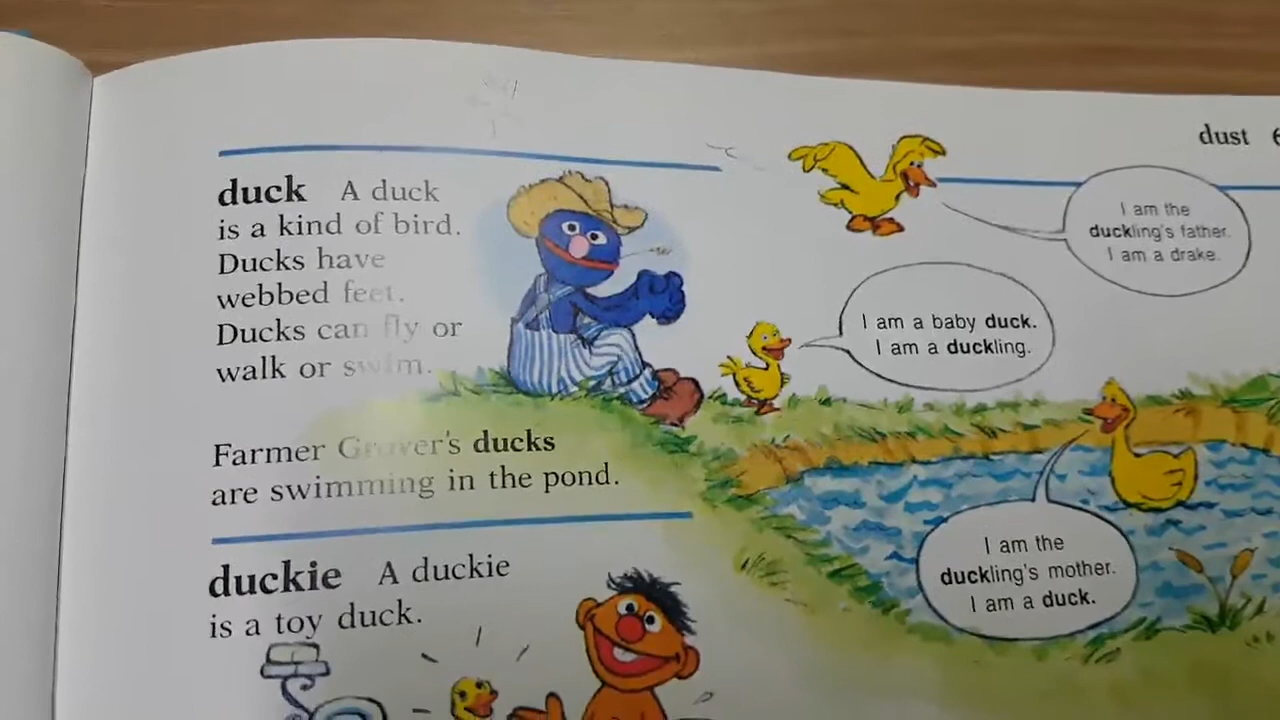 dust
duck A duck
is a kind of bird.
Ducks have
webbed feet.
Ducks can fly or
walk or swim.
Farmer Grover's ducks
are swimming in the pond.
I am the
duckling's father.
I am a drake.
I am a baby duck.
I am a duckling.
I am the
duckling's mother.
I am a duck.
duckie A duckie
is a toy duck.